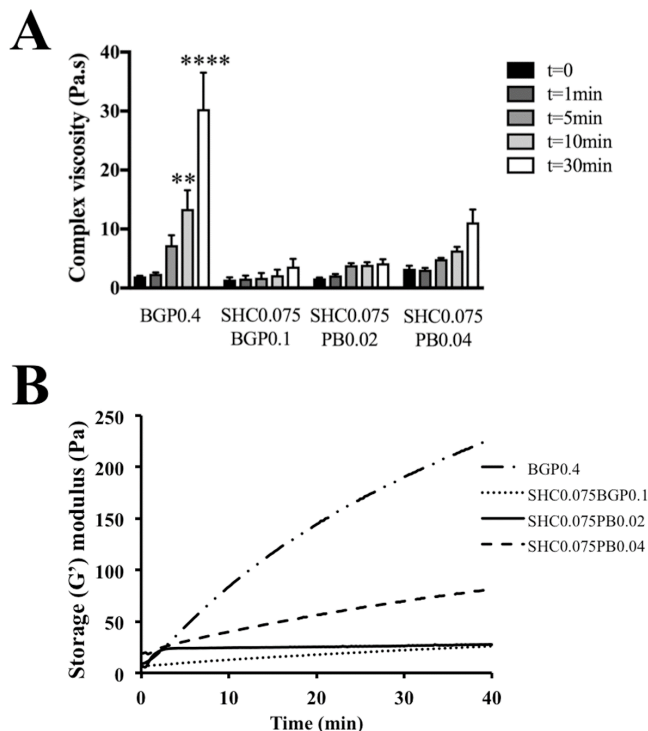 A
Complex viscosity (Pa.s)
40
30
20
10
0
****
**
t=0
t=1min
t=5min
t=10min
t=30min
BGP0.4
SHC0.075
BGP0.1
SHC0.075
PB0.02
SHC0.075
PB0.04
B
Storage (G’) modulus (Pa)
250
200
150
100
50
0
0
10
20
30
40
Time (min)
BGP0.4
SHC0.075BGP0.1
SHC0.075PB0.02
SHC0.075PB0.04